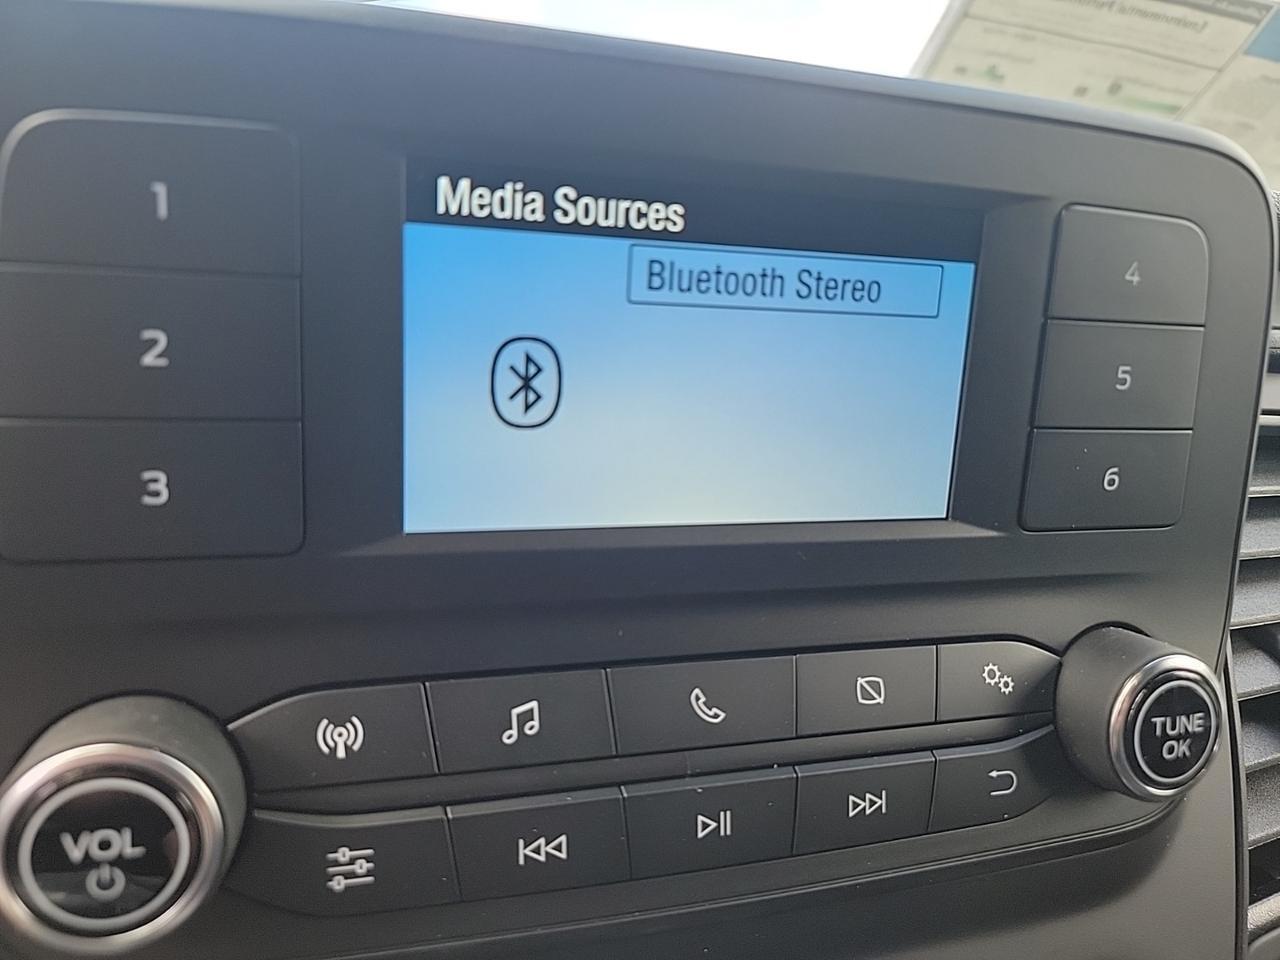 Media Sources
Bluetooth Stereo
1
2
3
4
5
6
VOL
TUNE
OK